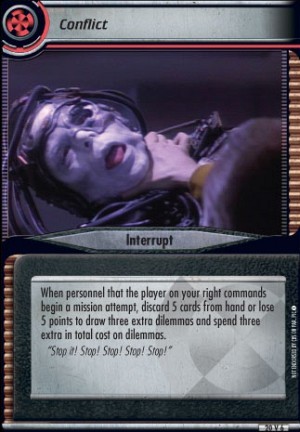 Conflict
Interrupt
When personnel that the player on your right commands
begin a mission attempt, discard 5 cards from hand or lose
5 points to draw three extra dilemmas and spend three
extra in total cost on dilemmas.
"Stop it! Stop! Stop! Stop! Stop!"
20 V 4